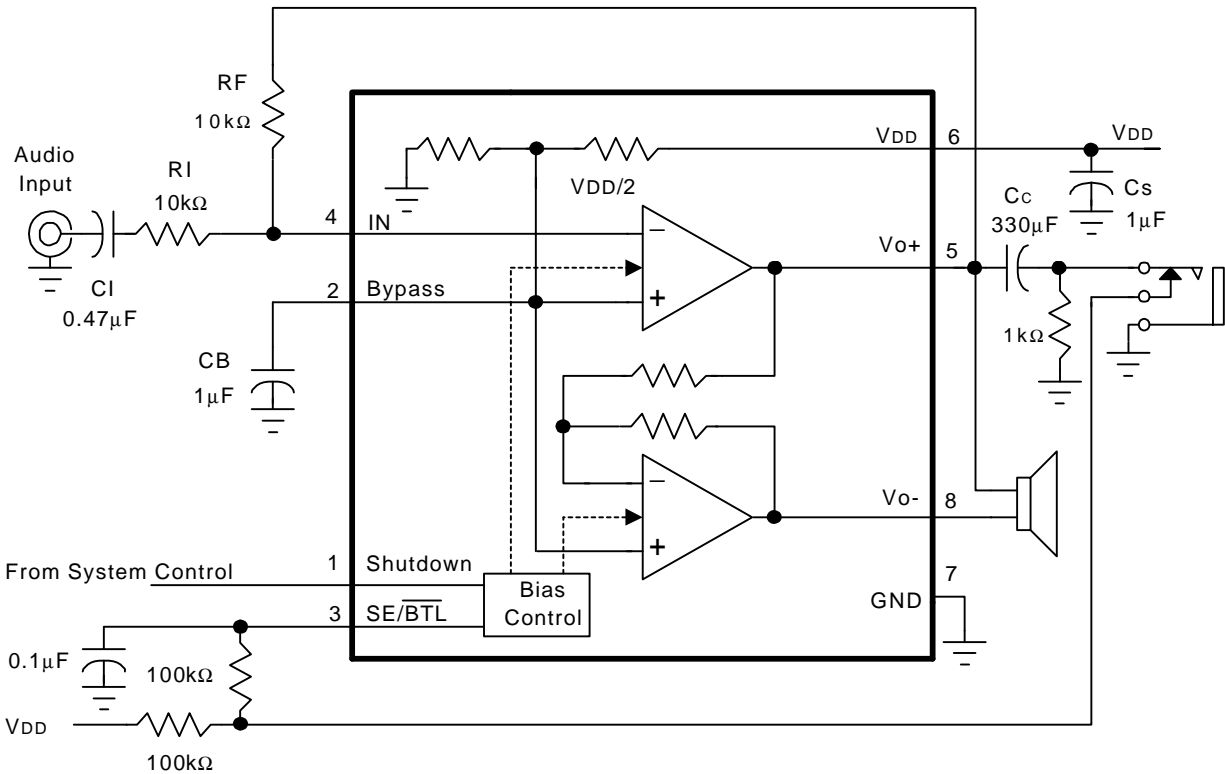 RF
10kΩ
Audio
Input
RI
10kΩ
CI
0.47μF
4
IN
2
Bypass
CB
1μF
VDD/2
VDD
6
VDD
Cs
1μF
Cc
330μF
Vo+
5
1kΩ
Vo-
8
7
GND
From System Control
1
Shutdown
3
SE/BTL
Bias
Control
0.1μF
100kΩ
VDD
100kΩ
−
+
−
+